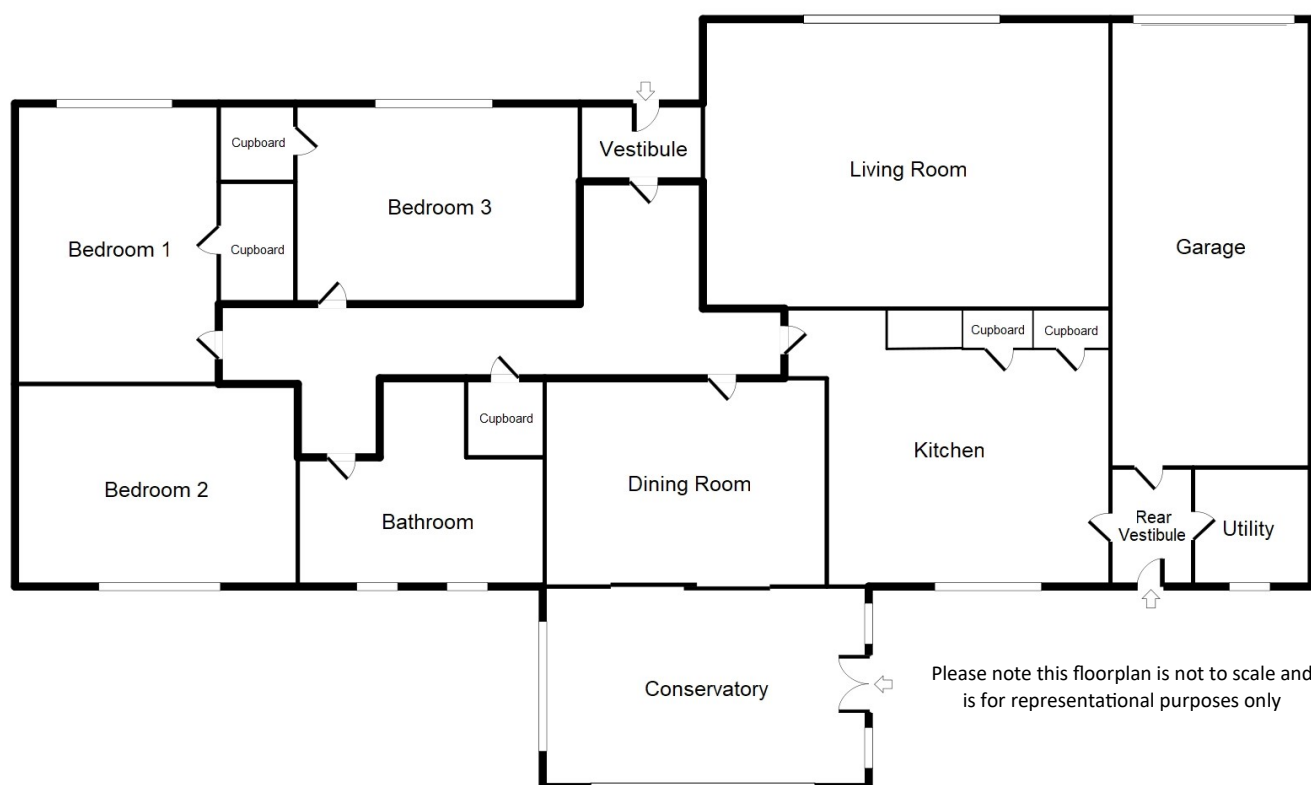 Cupboard
Vestibule
Living Room
Bedroom 3
Bedroom 1
Cupboard
Garage
Cupboard
Cupboard
Cupboard
Kitchen
Dining Room
Bedroom 2
Bathroom
Rear
Vestibule
Utility
Conservatory
Please note this floorplan is not to scale and
is for representational purposes only